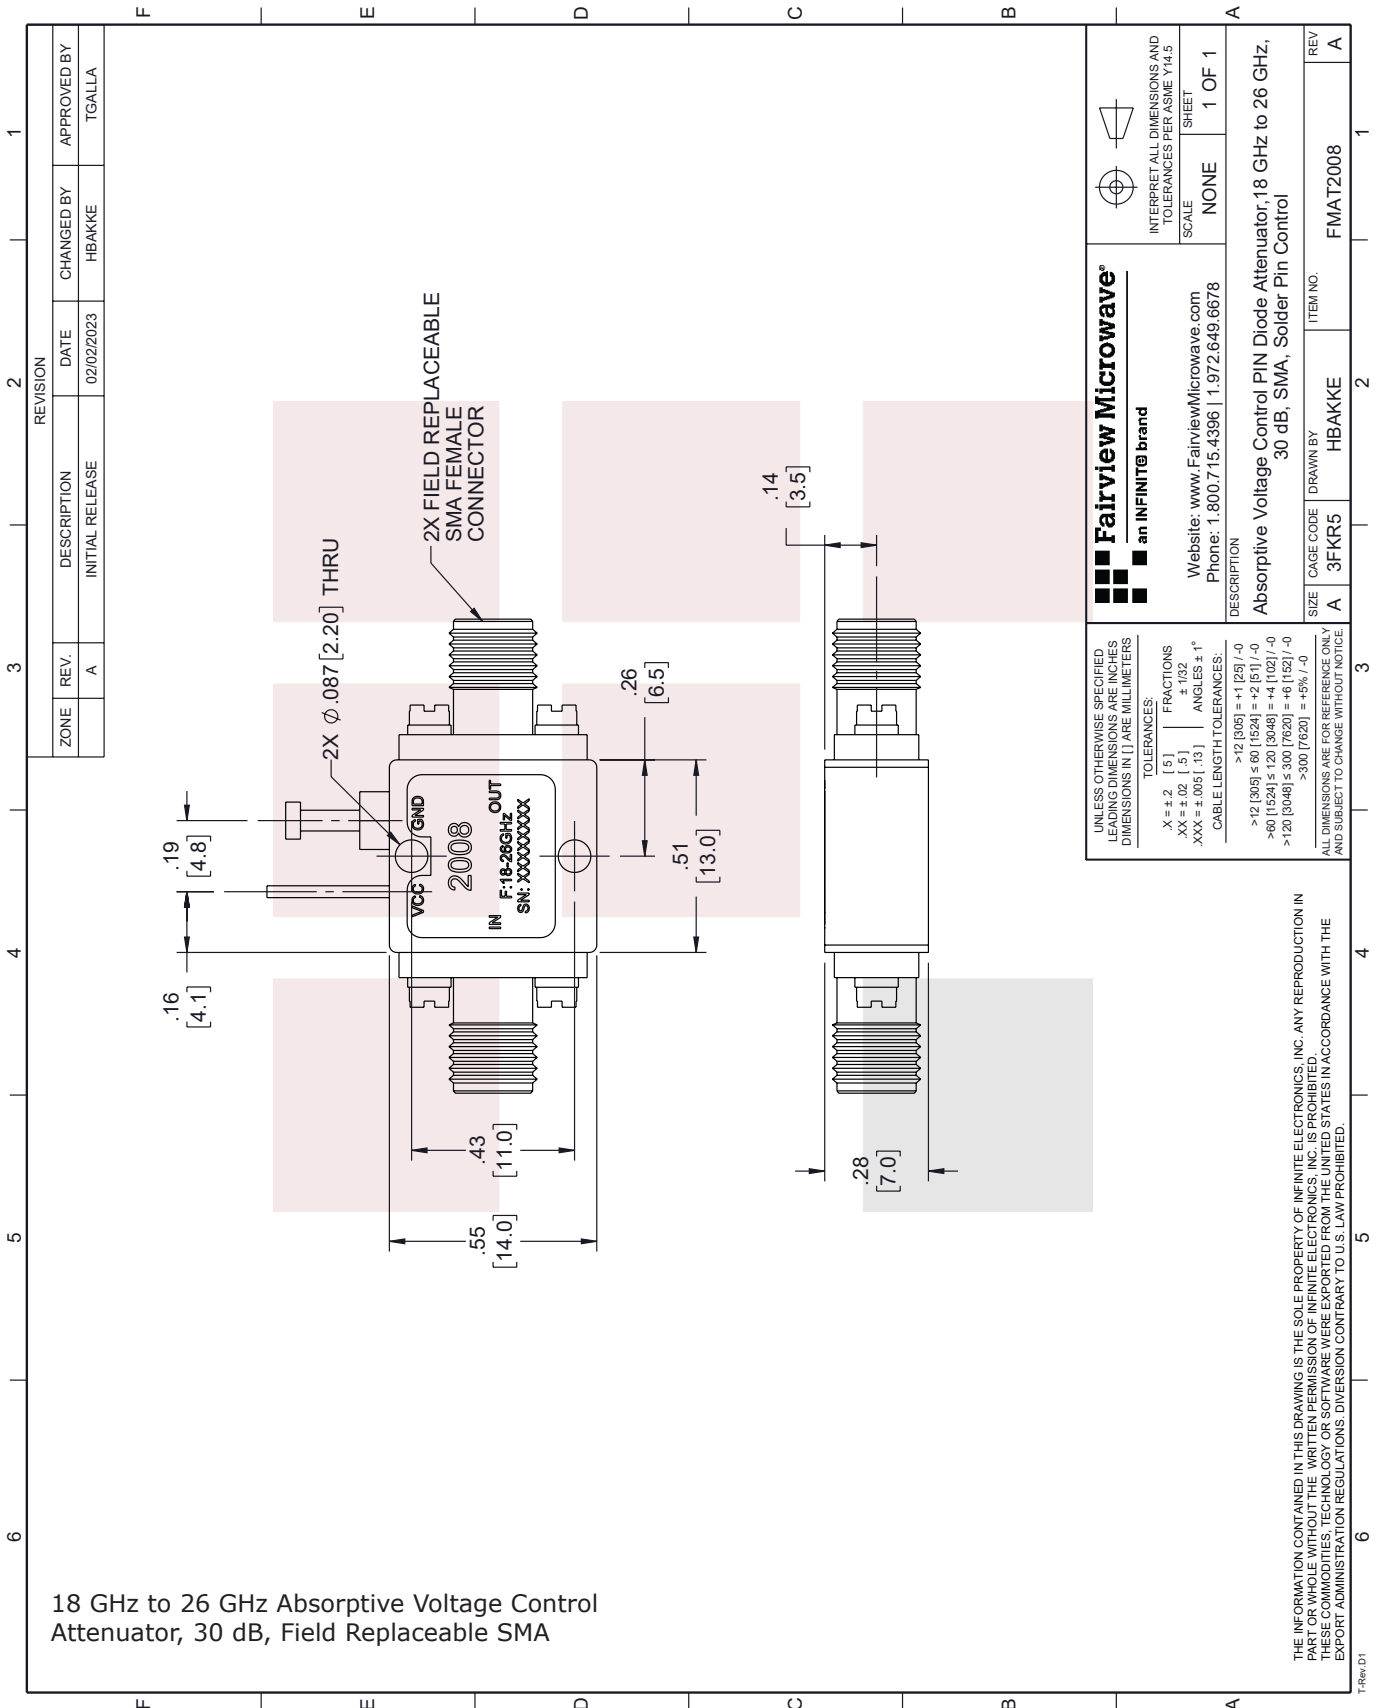 REVISION
ZONE REV. DESCRIPTION DATE CHANGED BY APPROVED BY
A INITIAL RELEASE 02/02/2023 HBAKKE TGALLA
6 5 4 3 2 1
F
E
D
C
B
A
.16
[4.1]
.19
[4.8]
2X Ø .087 [2.20] THRU
2X FIELD REPLACEABLE
SMA FEMALE
CONNECTOR
VCC GND
2008
IN OUT
F:18-26GHz
SN: XXXXXXX
.26
[6.5]
.51
[13.0]
.43
[11.0]
.55
[14.0]
.14
[3.5]
.28
[7.0]
UNLESS OTHERWISE SPECIFIED
LEADING DIMENSIONS ARE INCHES
DIMENSIONS IN [ ] ARE MILLIMETERS
TOLERANCES:
.X = ± .2 [ 5 ] FRACTIONS
.XX = ± .02 [ .5 ] ± 1/32
.XXX = ± .005 [ .13 ] ANGLES ± 1°
CABLE LENGTH TOLERANCES:
>12 [305] = +1 [25] / -0
>12 [305] ≤ 60 [1524] = +2 [51] / -0
>60 [1524] ≤ 120 [3048] = +4 [102] / -0
>120 [3048] ≤ 300 [7620] = +6 [152] / -0
>300 [7620] = +5% / -0
ALL DIMENSIONS ARE FOR REFERENCE ONLY
AND SUBJECT TO CHANGE WITHOUT NOTICE.
Fairview Microwave®
an INFINITE brand
Website: www.FairviewMicrowave.com
Phone: 1.800.715.4396 | 1.972.649.6678
INTERPRET ALL DIMENSIONS AND
TOLERANCES PER ASME Y14.5
SCALE
NONE
SHEET
1 OF 1
DESCRIPTION
Absorptive Voltage Control PIN Diode Attenuator,18 GHz to 26 GHz,
30 dB, SMA, Solder Pin Control
SIZE
A
CAGE CODE
3FKR5
DRAWN BY
HBAKKE
ITEM NO.
FMAT2008
REV
A
THE INFORMATION CONTAINED IN THIS DRAWING IS THE SOLE PROPERTY OF INFINITE ELECTRONICS, INC. ANY REPRODUCTION IN
PART OR WHOLE WITHOUT THE WRITTEN PERMISSION OF INFINITE ELECTRONICS, INC. IS PROHIBITED.
THESE COMMODITIES, TECHNOLOGY OR SOFTWARE WERE EXPORTED FROM THE UNITED STATES IN ACCORDANCE WITH THE
EXPORT ADMINISTRATION REGULATIONS. DIVERSION CONTRARY TO U.S. LAW PROHIBITED.
6 5 4 3 2 1
F
E
D
C
B
T-Rev.D1
18 GHz to 26 GHz Absorptive Voltage Control
Attenuator, 30 dB, Field Replaceable SMA